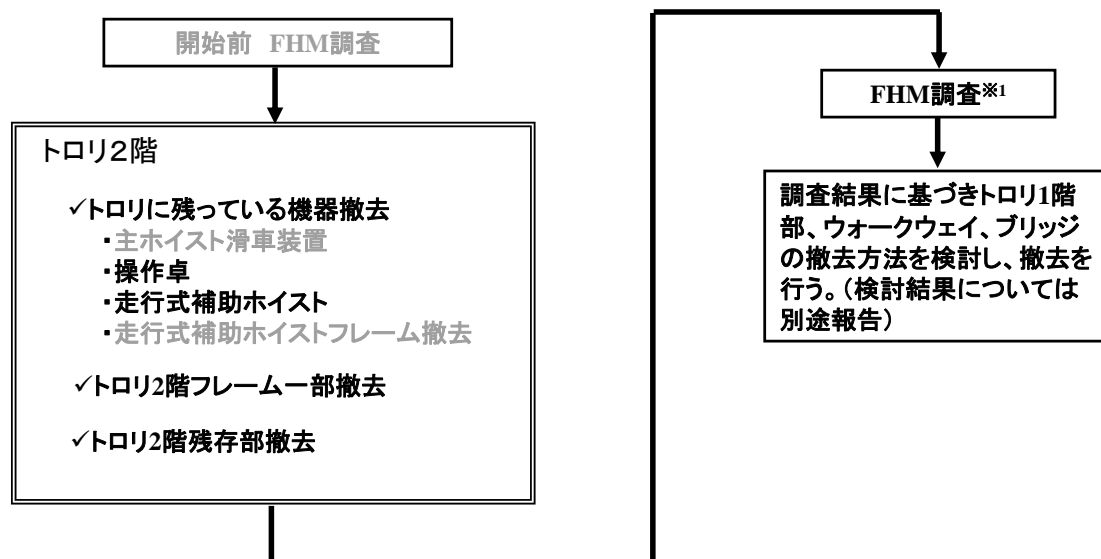 開始前 FHM調査
トロリ２階
✓トロリに残っている機器撤去
・主ホイスト滑車装置
・操作卓
・走行式補助ホイスト
・走行式補助ホイストフレーム撤去
✓トロリ2階フレーム一部撤去
✓トロリ2階残存部撤去
FHM調査※1
調査結果に基づきトロリ1階
部、ウォークウェイ、ブリッジ
の撤去方法を検討し、撤去を
行う。（検討結果については
別途報告）